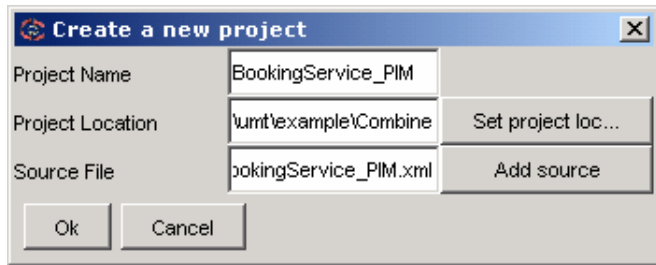 Create a new project
Project Name BookingService_PIM
Project Location \umt\example\Combine Set project loc...
Source File ookingService_PIM.xml Add source
Ok Cancel